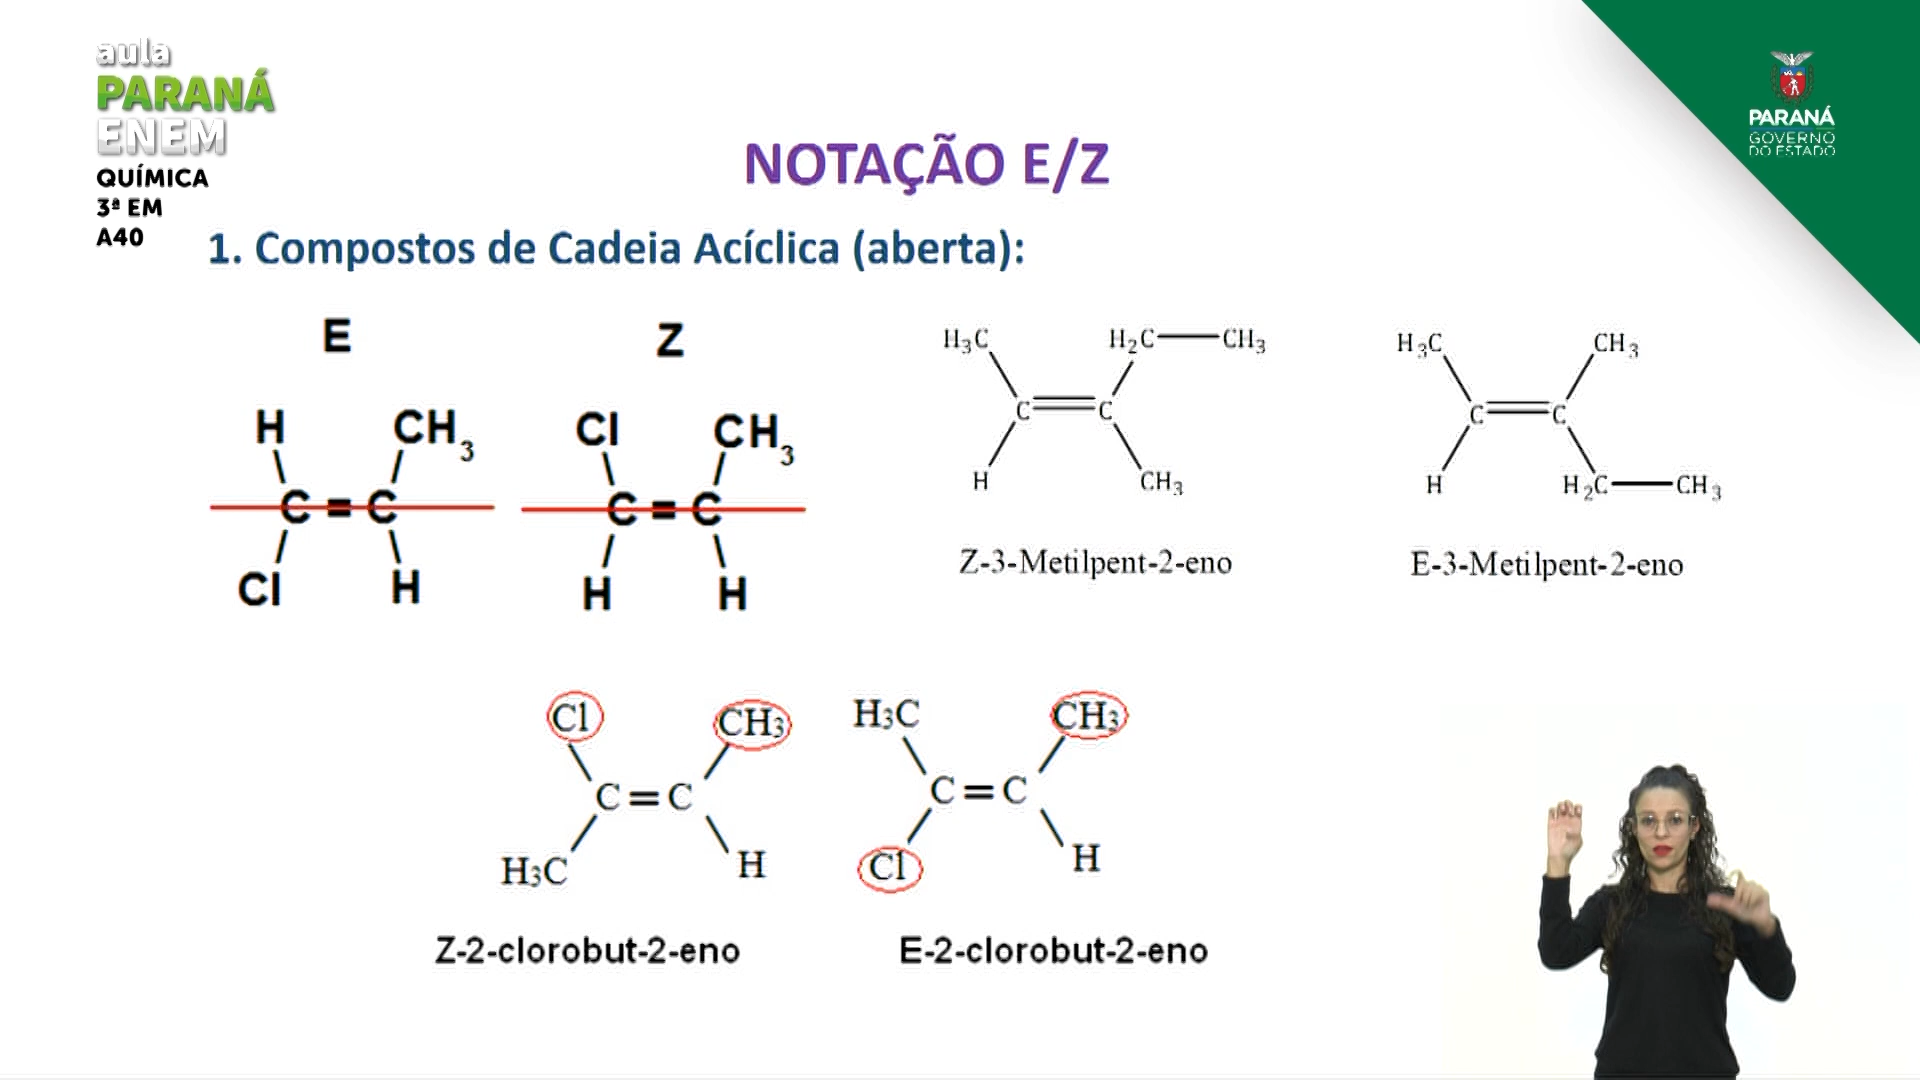 aula
PARANÁ
ENEM
QUÍMICA
3ª EM
A40
PARANÁ
GOVERNO
DO ESTADO
NOTAÇÃO E/Z
1. Compostos de Cadeia Acíclica (aberta):
E
Z
H CH3
C = C
Cl H
Cl CH3
C = C
H H
H3C H2C CH3
C C
H CH3
Z-3-Metilpent-2-eno
H3C CH3
C C
H H2C CH3
E-3-Metilpent-2-eno
Cl CH3
C=C
H3C H
Z-2-clorobut-2-eno
H3C CH3
C=C
Cl H
E-2-clorobut-2-eno